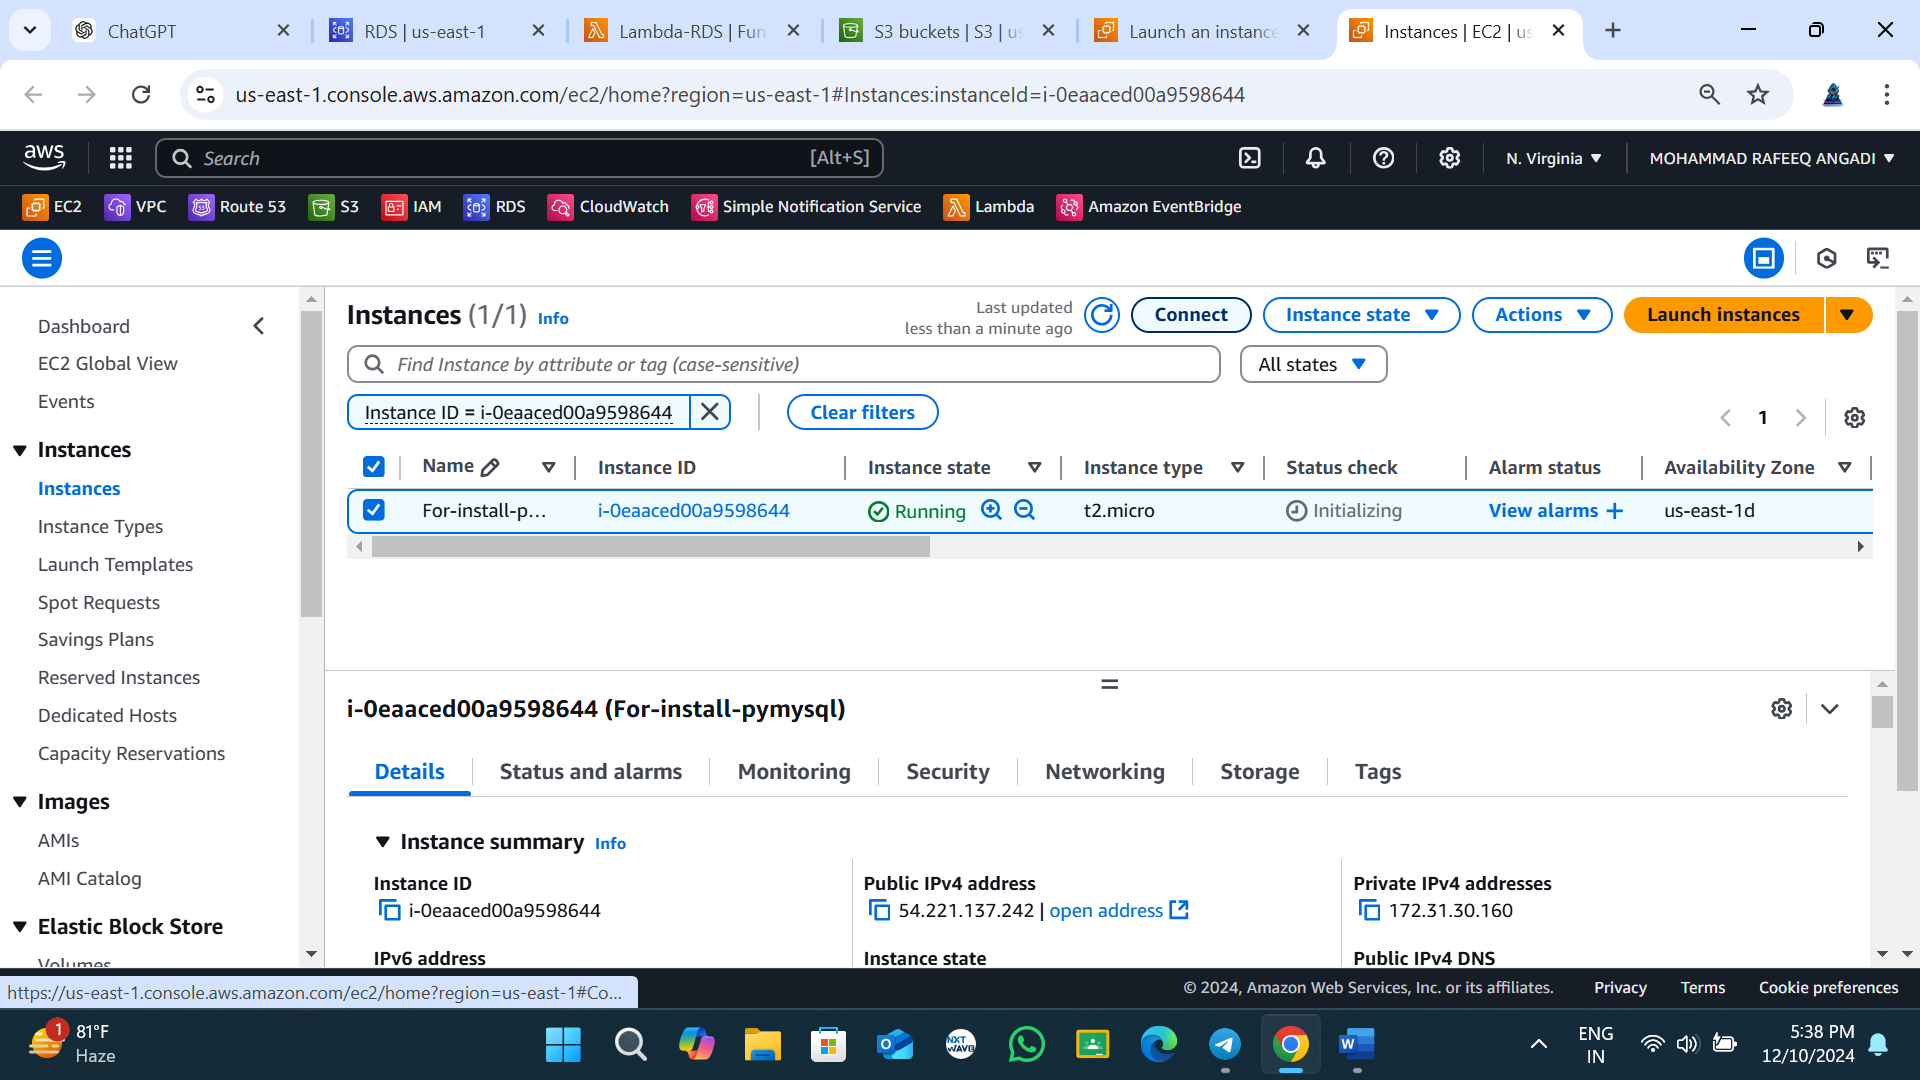 ChatGPT
RDS | us-east-1
Lambda-RDS | Fun
S3 buckets | S3 | us
Launch an instance
Instances | EC2 | us
us-east-1.console.aws.amazon.com/ec2/home?region=us-east-1#Instances:instanceId=i-0eaaced00a9598644
aws
Search
[Alt+S]
N. Virginia
MOHAMMAD RAFEEQ ANGADI
EC2
VPC
Route 53
S3
IAM
RDS
CloudWatch
Simple Notification Service
Lambda
Amazon EventBridge
Dashboard
EC2 Global View
Events
Instances
Instances
Instance Types
Launch Templates
Spot Requests
Savings Plans
Reserved Instances
Dedicated Hosts
Capacity Reservations
Images
AMIs
AMI Catalog
Elastic Block Store
Volumes
Instances (1/1) Info
Last updated
less than a minute ago
Connect
Instance state
Actions
Launch instances
Find Instance by attribute or tag (case-sensitive)
All states
Instance ID = i-0eaaced00a9598644
Clear filters
1
Name
Instance ID
Instance state
Instance type
Status check
Alarm status
Availability Zone
For-install-p...
i-0eaaced00a9598644
Running
t2.micro
Initializing
View alarms +
us-east-1d
i-0eaaced00a9598644 (For-install-pymysql)
Details
Status and alarms
Monitoring
Security
Networking
Storage
Tags
Instance summary Info
Instance ID
i-0eaaced00a9598644
Public IPv4 address
54.221.137.242 | open address
Private IPv4 addresses
172.31.30.160
IPv6 address
Instance state
Public IPv4 DNS
https://us-east-1.console.aws.amazon.com/ec2/home?region=us-east-1#Co...
© 2024, Amazon Web Services, Inc. or its affiliates.
Privacy
Terms
Cookie preferences
1
81°F
Haze
NXT
WAVE
ENG
IN
5:38 PM
12/10/2024